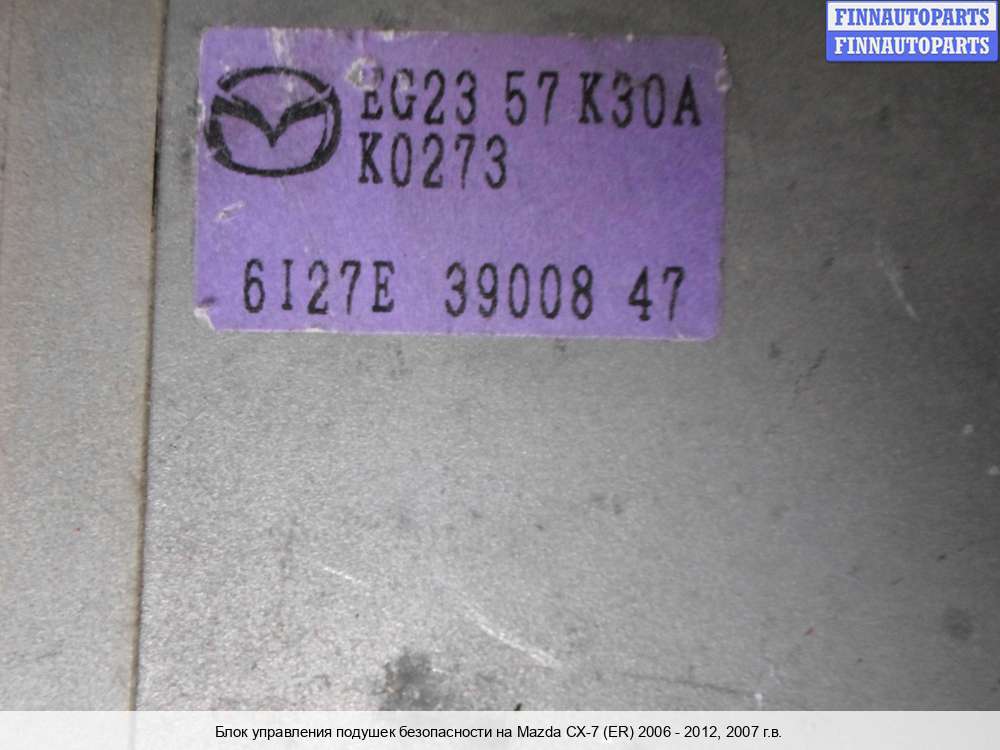 FINNAUTOPARTS
FINNAUTOPARTS
EG23 57 K30A
K0273
6I27E 39008 47
Блок управления подушек безопасности на Mazda CX-7 (ER) 2006 - 2012, 2007 г.в.